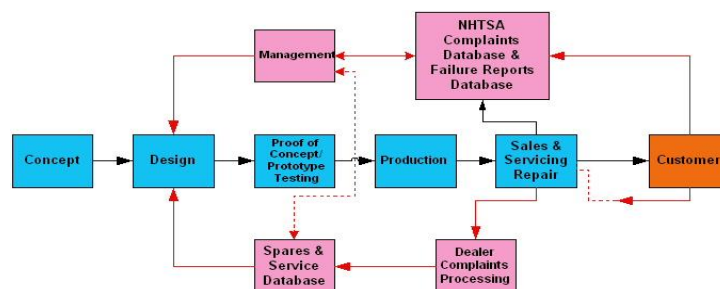 NHTSA
Complaints
Database &
Failure Reports
Database
Management
Concept
Design
Proof of
Concept/
Prototype
Testing
Production
Sales &
Servicing
Repair
Customer
Spares &
Service
Database
Dealer
Complaints
Processing